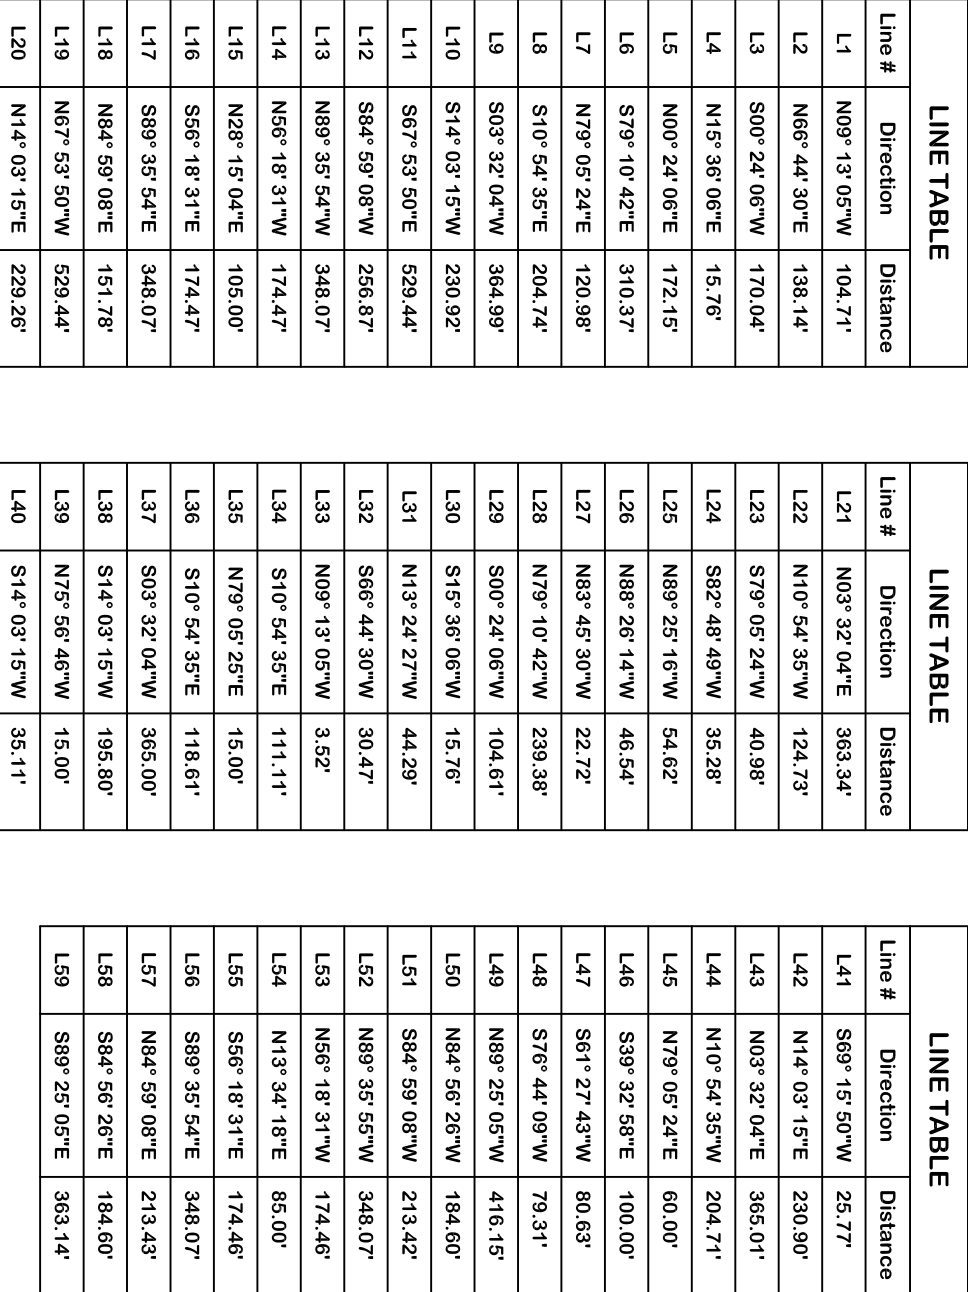 LINE TABLE
Line # Direction Distance
L1 N09° 13' 05"W 104.71'
L2 N66° 44' 30"E 138.14'
L3 S00° 24' 06"W 170.04'
L4 N15° 36' 06"E 15.76'
L5 N00° 24' 06"E 172.15'
L6 S79° 10' 42"E 310.37'
L7 N79° 05' 24"E 120.98'
L8 S10° 54' 35"E 204.74'
L9 S03° 32' 04"W 364.99'
L10 S14° 03' 15"W 230.92'
L11 S67° 53' 50"E 529.44'
L12 S84° 59' 08"W 256.87'
L13 N89° 35' 54"W 348.07'
L14 N56° 18' 31"W 174.47'
L15 N28° 15' 04"E 105.00'
L16 S56° 18' 31"E 174.47'
L17 S89° 35' 54"E 348.07'
L18 N84° 59' 08"E 151.78'
L19 N67° 53' 50"W 529.44'
L20 N14° 03' 15"E 229.26'
LINE TABLE
Line # Direction Distance
L21 N03° 32' 04"E 363.34'
L22 N10° 54' 35"W 124.73'
L23 S79° 05' 24"W 40.98'
L24 S82° 48' 49"W 35.28'
L25 N89° 25' 16"W 54.62'
L26 N88° 26' 14"W 46.54'
L27 N83° 45' 30"W 22.72'
L28 N79° 10' 42"W 239.38'
L29 S00° 24' 06"W 104.61'
L30 S15° 36' 06"W 15.76'
L31 N13° 24' 27"W 44.29'
L32 S66° 44' 30"W 30.47'
L33 N09° 13' 05"W 3.52'
L34 S10° 54' 35"E 111.11'
L35 N79° 05' 25"E 15.00'
L36 S10° 54' 35"E 118.61'
L37 S03° 32' 04"W 365.00'
L38 S14° 03' 15"W 195.80'
L39 N75° 56' 46"W 15.00'
L40 S14° 03' 15"W 35.11'
LINE TABLE
Line # Direction Distance
L41 S69° 15' 50"W 25.77'
L42 N14° 03' 15"E 230.90'
L43 N03° 32' 04"E 365.01'
L44 N10° 54' 35"W 204.71'
L45 N79° 05' 24"E 60.00'
L46 S39° 32' 58"E 100.00'
L47 S61° 27' 43"W 80.63'
L48 S76° 44' 09"W 79.31'
L49 N89° 25' 05"W 416.15'
L50 N84° 56' 26"W 184.60'
L51 S84° 59' 08"W 213.42'
L52 N89° 35' 55"W 348.07'
L53 N56° 18' 31"W 174.46'
L54 N13° 34' 18"E 85.00'
L55 S56° 18' 31"E 174.46'
L56 S89° 35' 54"E 348.07'
L57 N84° 59' 08"E 213.43'
L58 S84° 56' 26"E 184.60'
L59 S89° 25' 05"E 363.14'